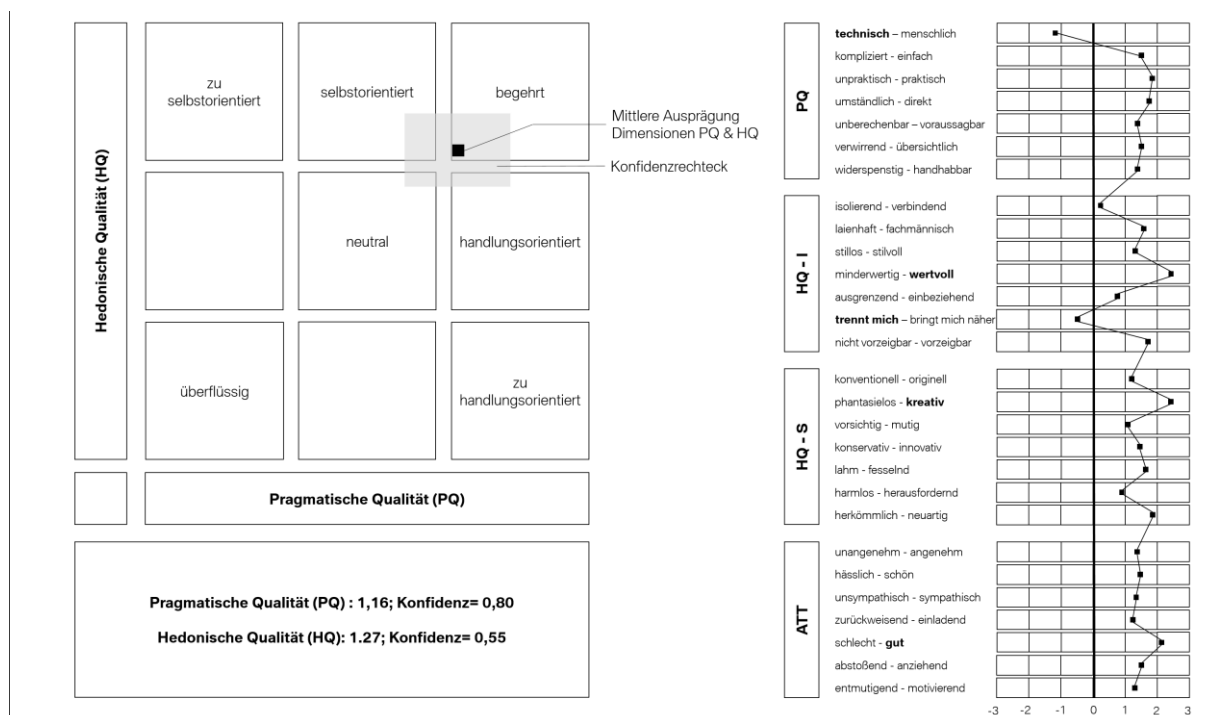 zu
selbstorientiert
selbstorientiert
begehrt
Mittlere Ausprägung
Dimensionen PQ & HQ
Konfidenzrechteck
Hedonische Qualität (HQ)
neutral
handlungsorientiert
überflüssig
zu
handlungsorientiert
Pragmatische Qualität (PQ)
Pragmatische Qualität (PQ) : 1,16; Konfidenz= 0,80
Hedonische Qualität (HQ): 1.27; Konfidenz= 0,55
PQ
technisch – menschlich
kompliziert - einfach
unpraktisch - praktisch
umständlich - direkt
unberechenbar – voraussagbar
verwirrend - übersichtlich
widerspenstig - handhabbar
HQ - I
isolierend - verbindend
laienhaft - fachmännisch
stillos - stilvoll
minderwertig - wertvoll
ausgrenzend - einbeziehend
trennt mich – bringt mich näher
nicht vorzeigbar - vorzeigbar
HQ - S
konventionell - originell
phantasielos - kreativ
vorsichtig - mutig
konservativ - innovativ
lahm - fesselnd
harmlos - herausfordernd
herkömmlich - neuartig
ATT
unangenehm - angenehm
hässlich - schön
unsympathisch - sympathisch
zurückweisend - einladend
schlecht - gut
abstoßend - anziehend
entmutigend - motivierend
-3 -2 -1 0 1 2 3